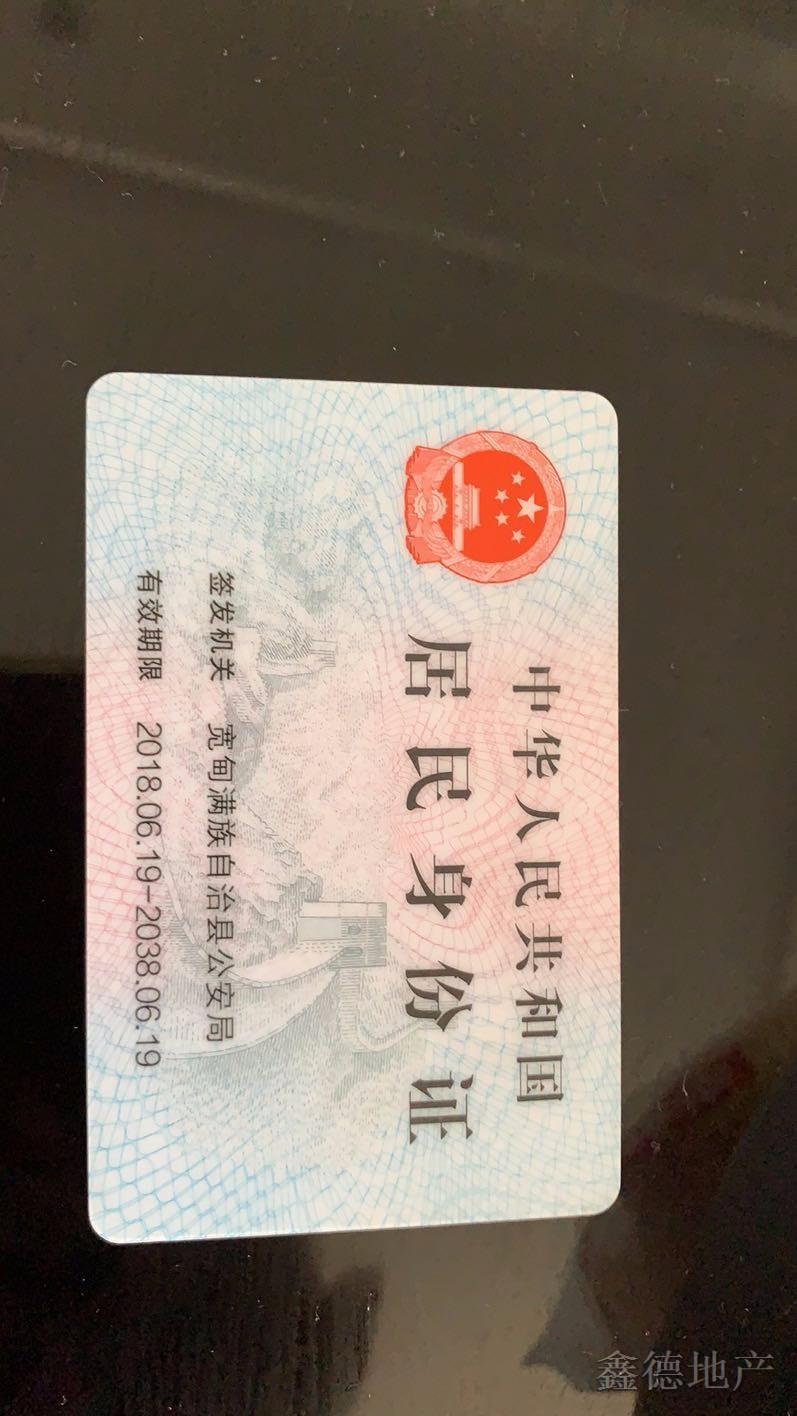 中华人民共和国
居民身份证
签发机关 宽甸满族自治县公安局
有效期限 2018.06.19-2038.06.19
鑫德地产